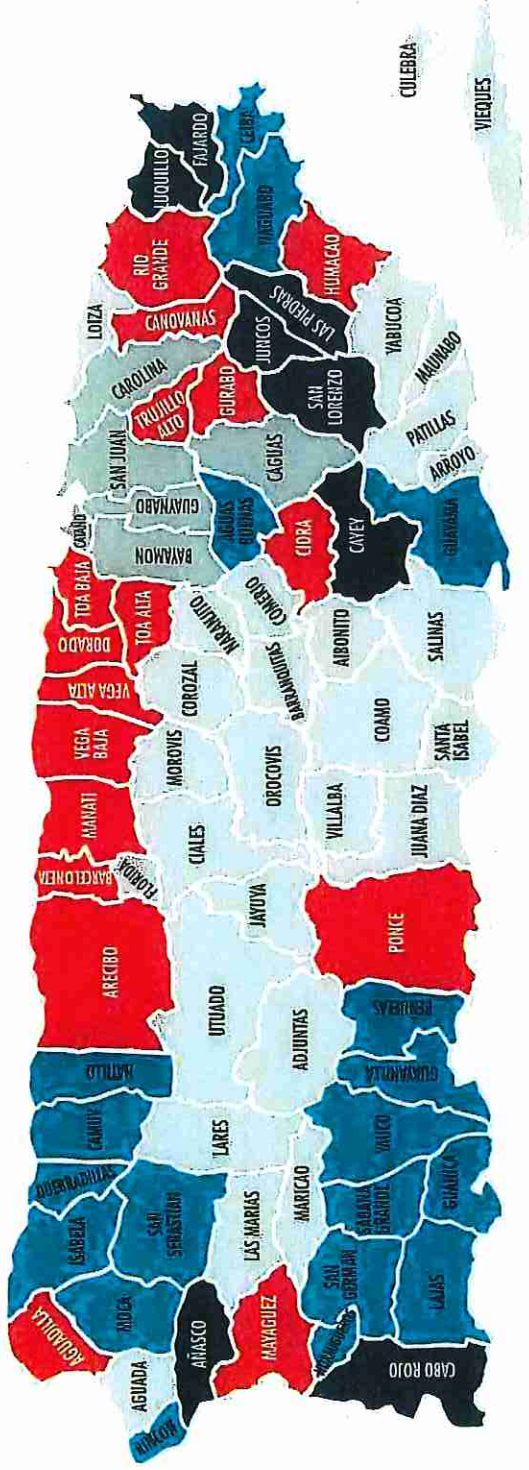 AGUADILLA
ISABELA
QUEBRADILLAS
CAMUY
HATILLO
ARECIBO
BARCELONETA
FLORIDA
MANATI
VEGA
BAJA
VEGA ALTA
DORADO
TOA BAJA
TOA ALTA
CATAÑO
BAYAMON
GUAYNABO
SAN JUAN
TRUJILLO
ALTO
CAROLINA
LOIZA
CANOVANAS
RIO
GRANDE
LUQUILLO
FAJARDO
CEIBA
CULEBRA
VIEQUES
RINCON
AGUADA
MOCA
SAN
SEBASTIAN
LARES
UTUADO
JAYUYA
CIALES
MOROVIS
COROZAL
NARANJITO
COMERIO
BARRANQUITAS
OROCOVIS
AGUAS
BUENAS
CAGUAS
GURABO
JUNCOS
LAS PIEDRAS
NAGUABO
HUMACAO
AÑASCO
MAYAGUEZ
LAS MARIAS
MARICAO
ADJUNTAS
PONCE
VILLALBA
JUANA DIAZ
COAMO
SANTA
ISABEL
AIBONITO
SALINAS
CIDRA
CAYEY
SAN
LORENZO
YABUCOA
MAUNABO
PATILLAS
ARROYO
GUAYAMA
HORMIGUEROS
CABO ROJO
SAN
GERMAN
LAJAS
SABANA
GRANDE
GUANICA
YAUCO
GUAYANILLA
PEÑUELAS